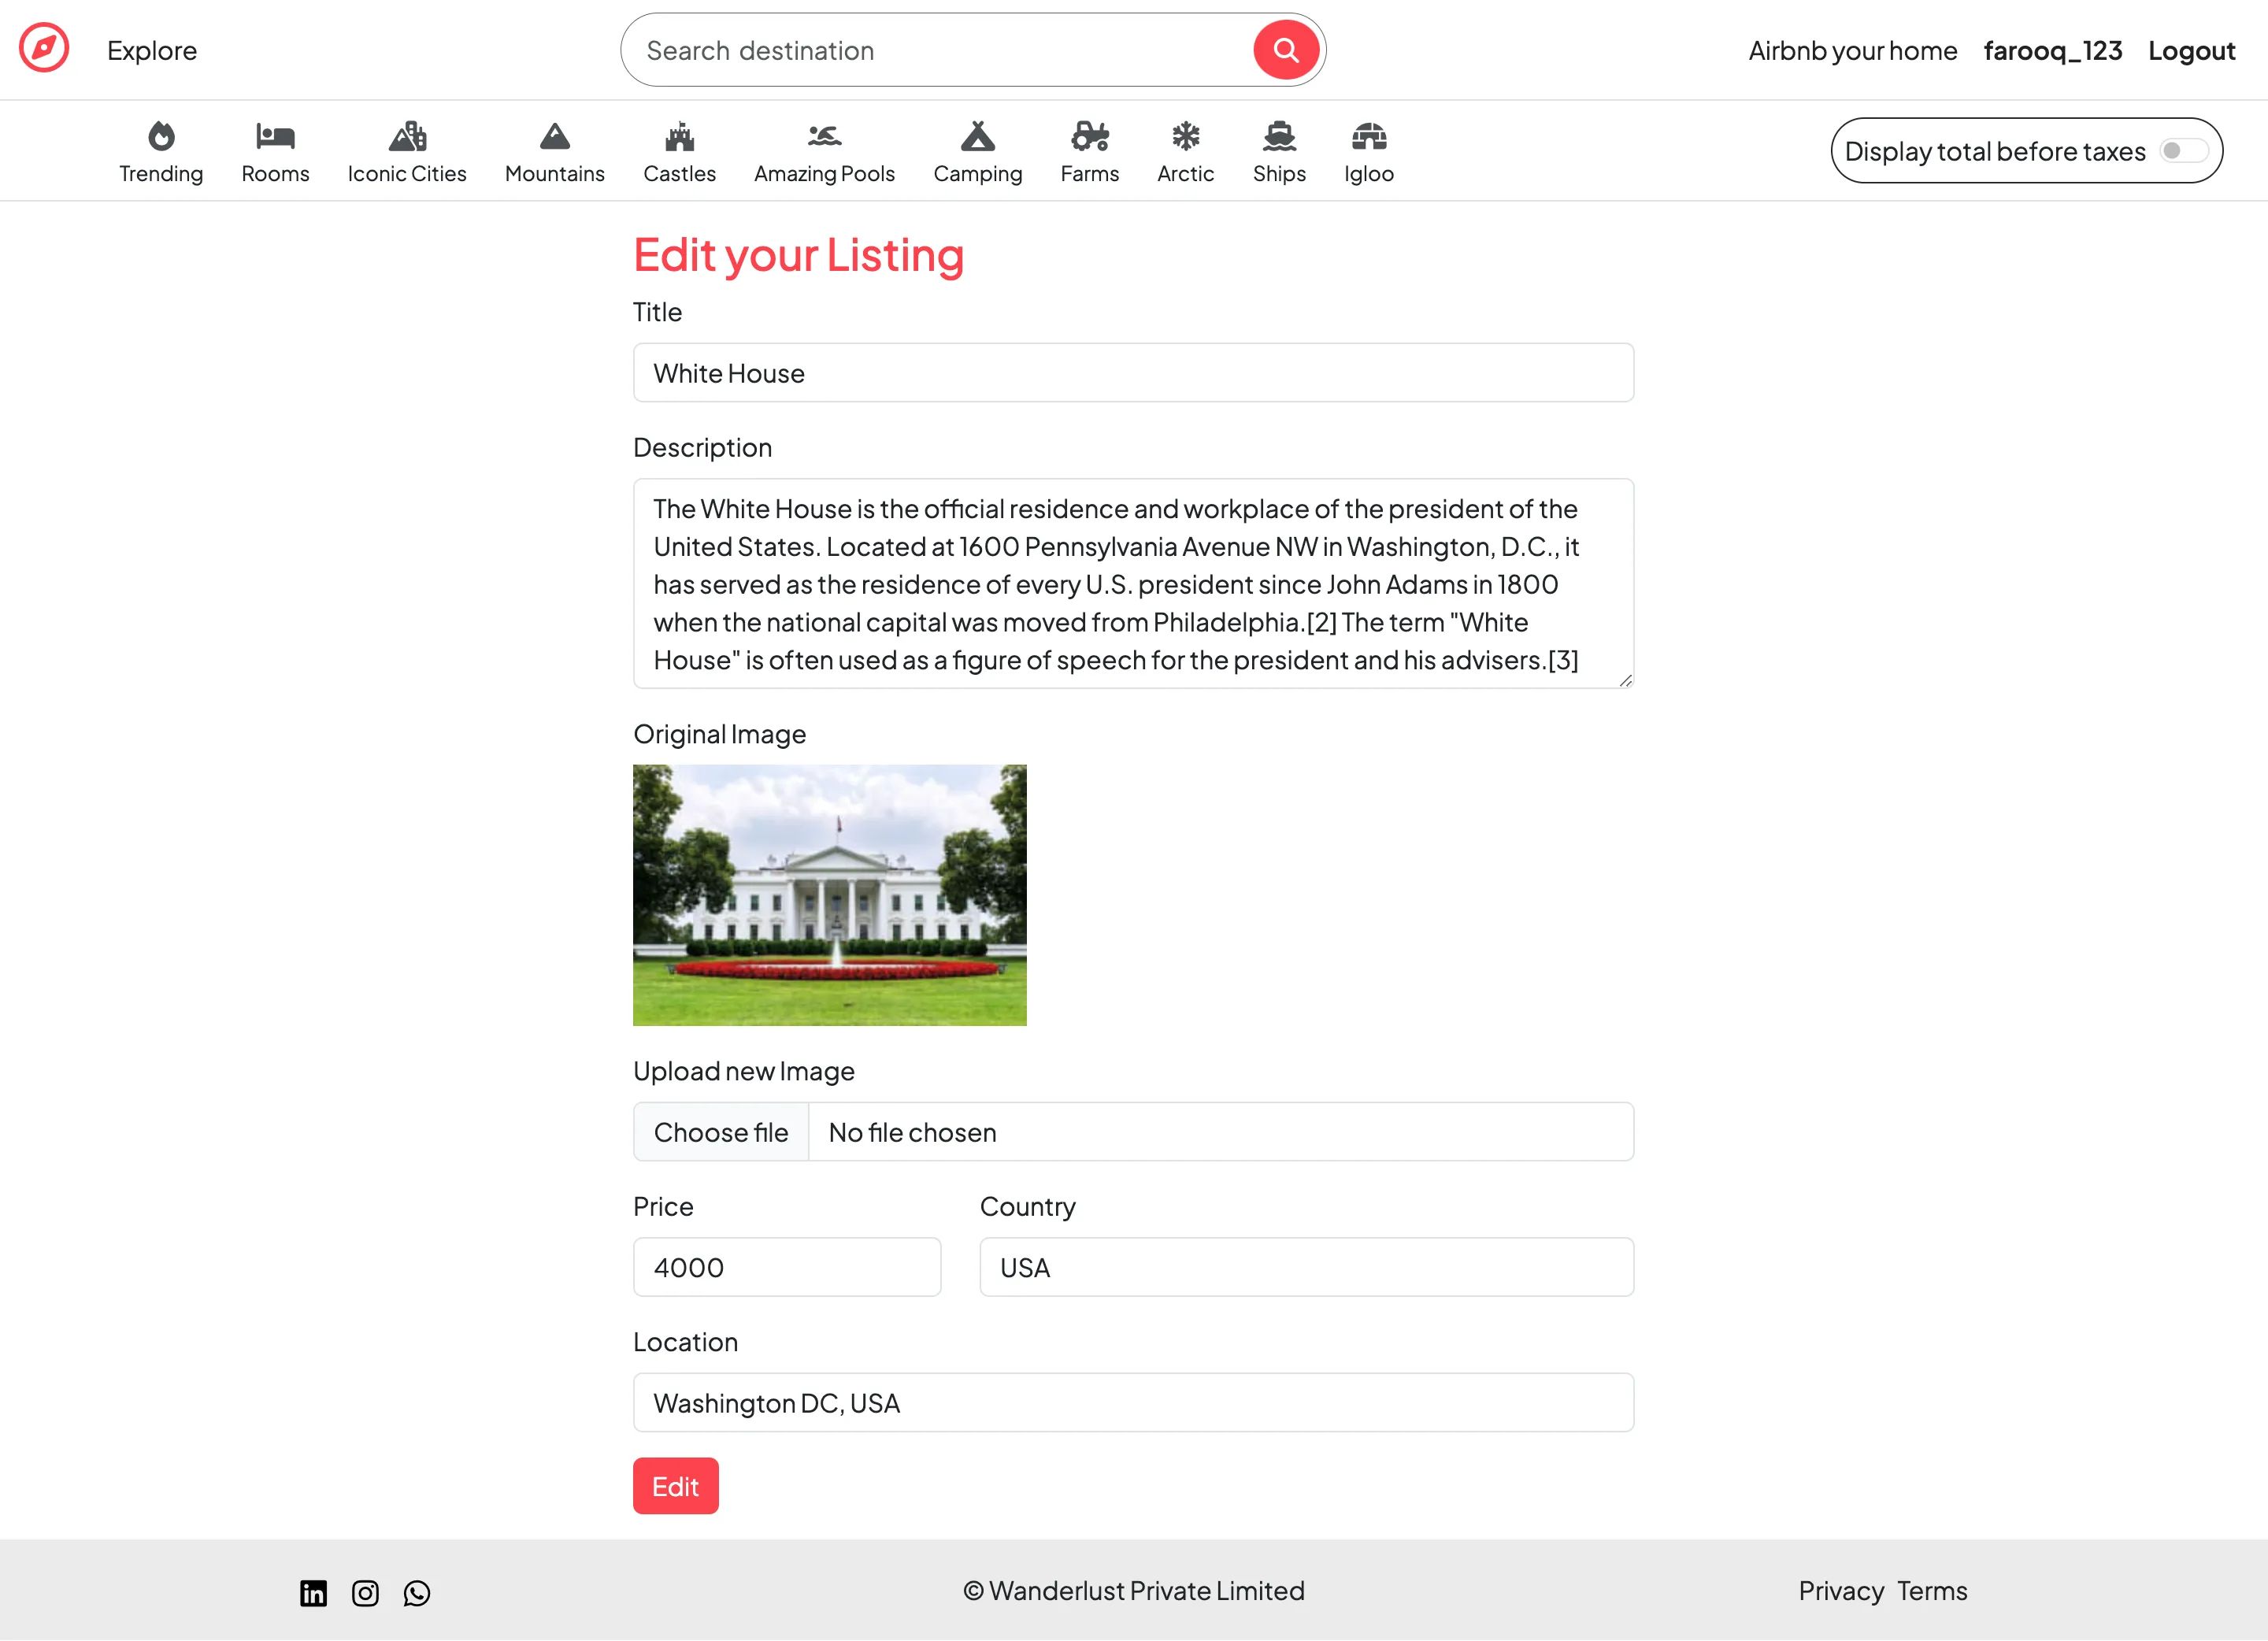 Explore
Search destination
Airbnb your home farooq_123 Logout
Trending Rooms Iconic Cities Mountains Castles Amazing Pools Camping Farms Arctic Ships Igloo
Display total before taxes
Edit your Listing
Title
White House
Description
The White House is the official residence and workplace of the president of the
United States. Located at 1600 Pennsylvania Avenue NW in Washington, D.C., it
has served as the residence of every U.S. president since John Adams in 1800
when the national capital was moved from Philadelphia.[2] The term "White
House" is often used as a figure of speech for the president and his advisers.[3]
Original Image
Upload new Image
Choose file No file chosen
Price Country
4000 USA
Location
Washington DC, USA
Edit
© Wanderlust Private Limited
Privacy Terms